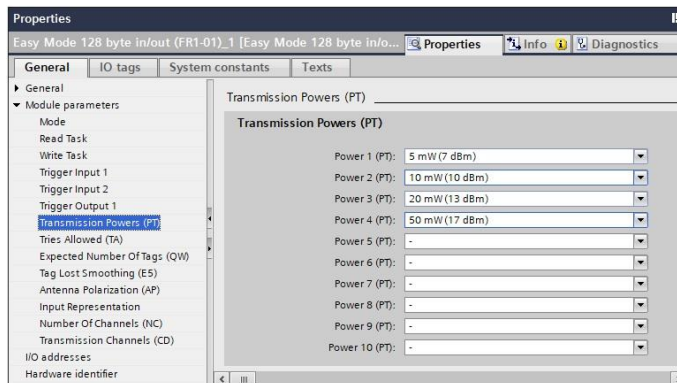 Properties
Easy Mode 128 byte in/out (FR1-01)_1 [Easy Mode 128 byte in/o...
Properties
Info
Diagnostics
General
IO tags
System constants
Texts
General
Module parameters
Mode
Read Task
Write Task
Trigger Input 1
Trigger Input 2
Trigger Output 1
Transmission Powers (PT)
Tries Allowed (TA)
Expected Number Of Tags (QW)
Tag Lost Smoothing (E5)
Antenna Polarization (AP)
Input Representation
Number Of Channels (NC)
Transmission Channels (CD)
I/O addresses
Hardware identifier
Transmission Powers (PT)
Transmission Powers (PT)
Power 1 (PT): 5 mW (7 dBm)
Power 2 (PT): 10 mW (10 dBm)
Power 3 (PT): 20 mW (13 dBm)
Power 4 (PT): 50 mW (17 dBm)
Power 5 (PT): -
Power 6 (PT): -
Power 7 (PT): -
Power 8 (PT): -
Power 9 (PT): -
Power 10 (PT): -